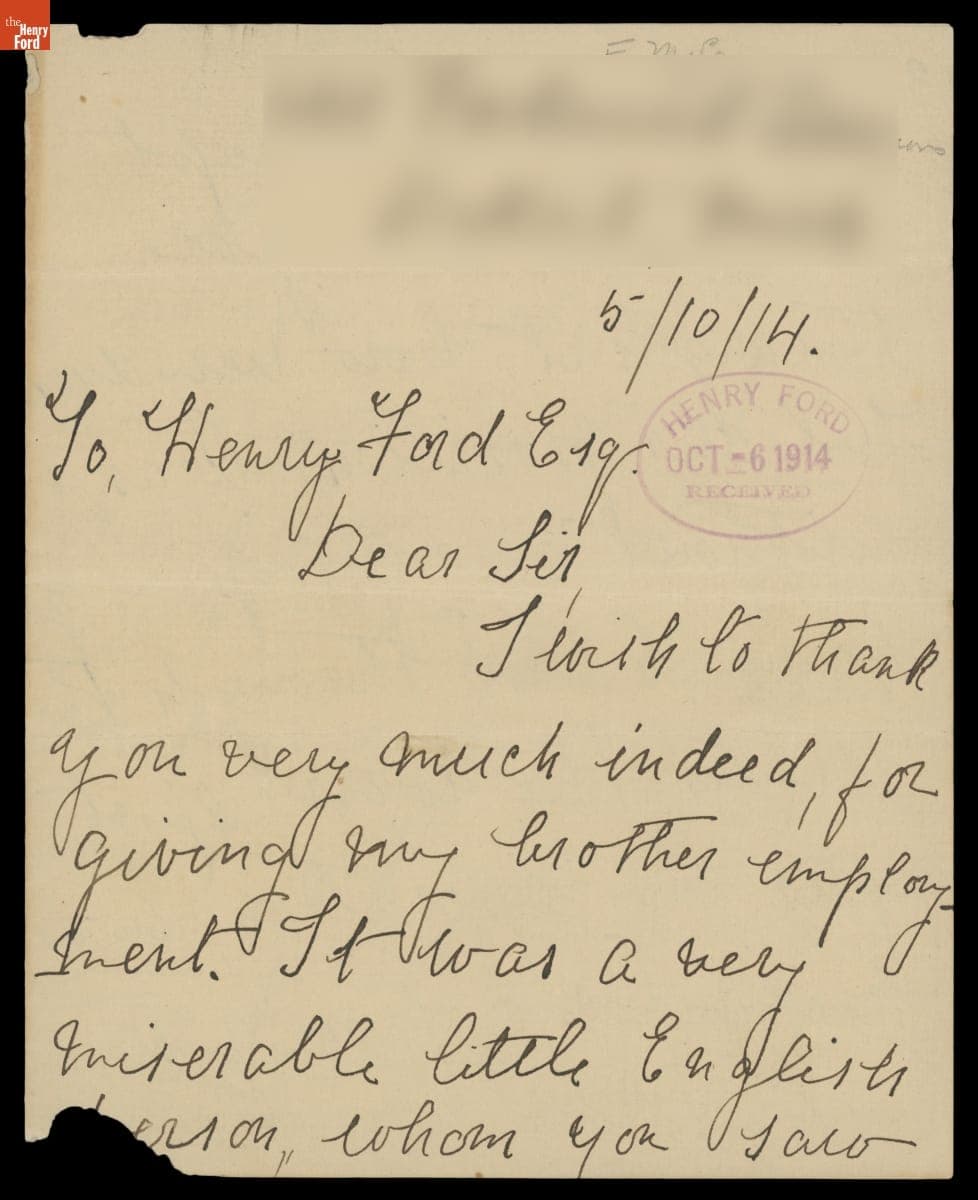 the
Henry
Ford
5/10/14.
To, Henry Ford Esq.
HENRY FORD
OCT -6 1914
RECEIVED
Dear Sir,
I wish to thank
you very much indeed, for
giving my brother employ-
ment. It was a very
miserable little English
person, whom you saw